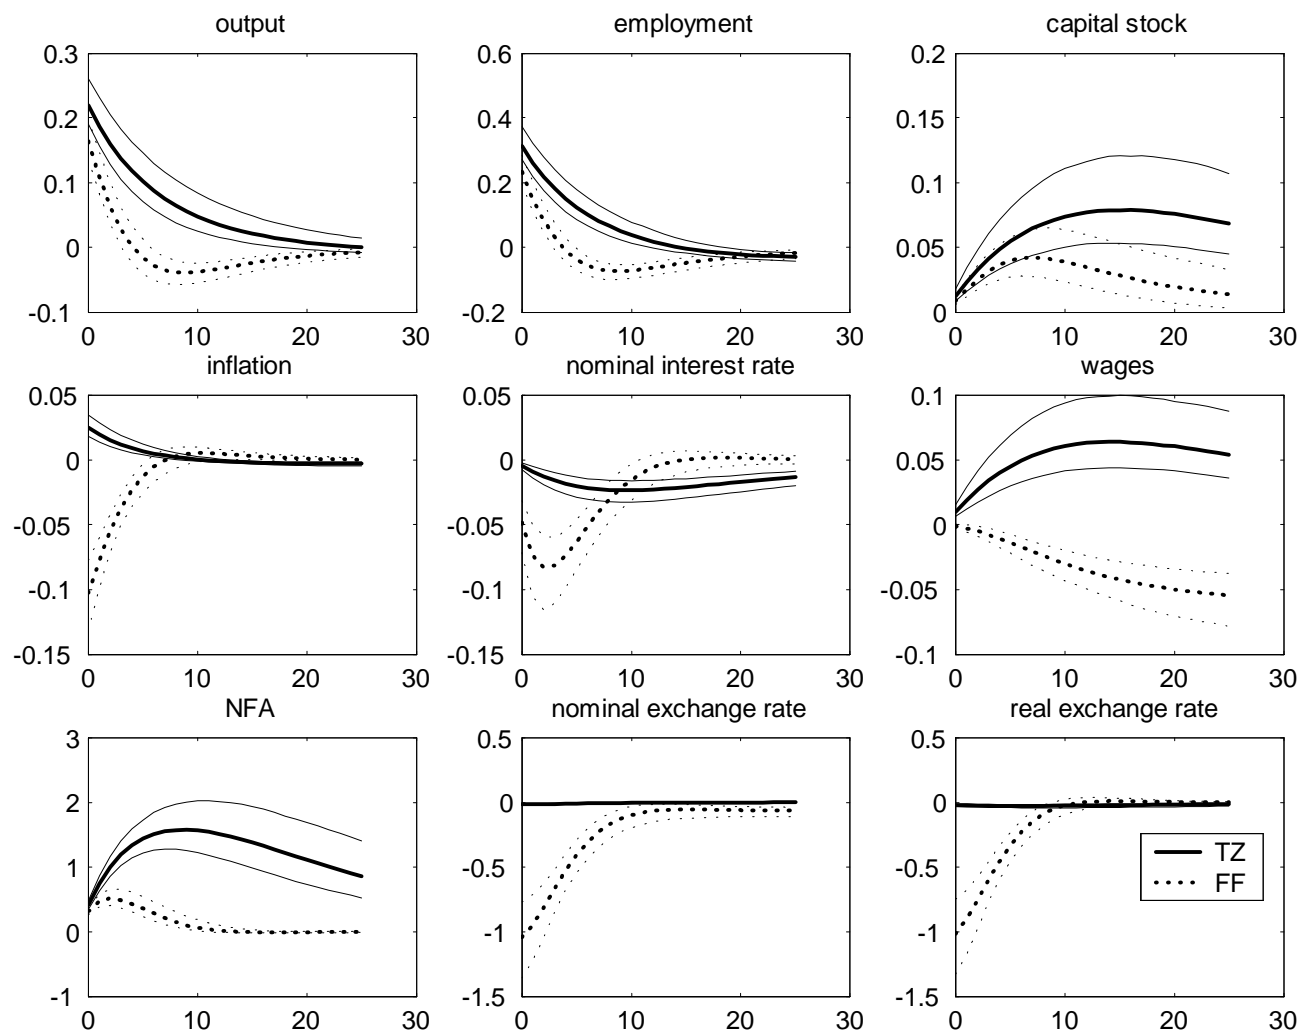 output
0.3
0.2
0.1
0
-0.1
0 10 20 30
employment
0.6
0.4
0.2
0
-0.2
0 10 20 30
capital stock
0.2
0.15
0.1
0.05
0
0 10 20 30
inflation
0.05
0
-0.05
-0.1
-0.15
0 10 20 30
nominal interest rate
0.05
0
-0.05
-0.1
-0.15
0 10 20 30
wages
0.1
0.05
0
-0.05
-0.1
0 10 20 30
NFA
3
2
1
0
-1
0 10 20 30
nominal exchange rate
0.5
0
-0.5
-1
-1.5
0 10 20 30
real exchange rate
0.5
0
-0.5
-1
-1.5
0 10 20 30
TZ
FF